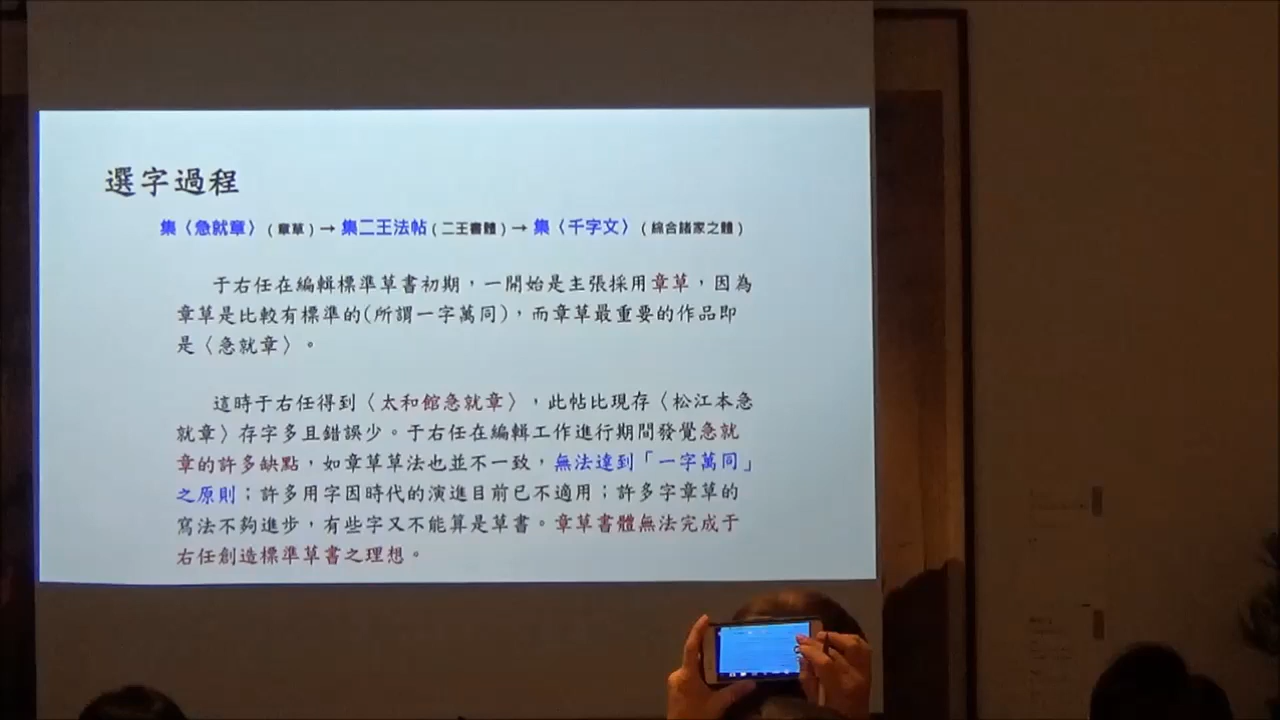 選字過程
集〈急就章〉(章草)→ 集二王法帖(二王書體)→ 集〈千字文〉(綜合諸家之體)
于右任在編輯標準草書初期，一開始是主張採用章草，因為
章草是比較有標準的(所謂一字萬同)，而章草最重要的作品即
是〈急就章〉。
這時于右任得到〈太和館急就章〉，此帖比現存〈松江本急
就章〉存字多且錯誤少。于右任在編輯工作進行期間發覺急就
章的許多缺點，如章草草法也並不一致，無法達到「一字萬同」
之原則；許多用字因時代的演進目前已不適用；許多字章草的
寫法不夠進步，有些字又不能算是草書。章草書體無法完成于
右任創造標準草書之理想。